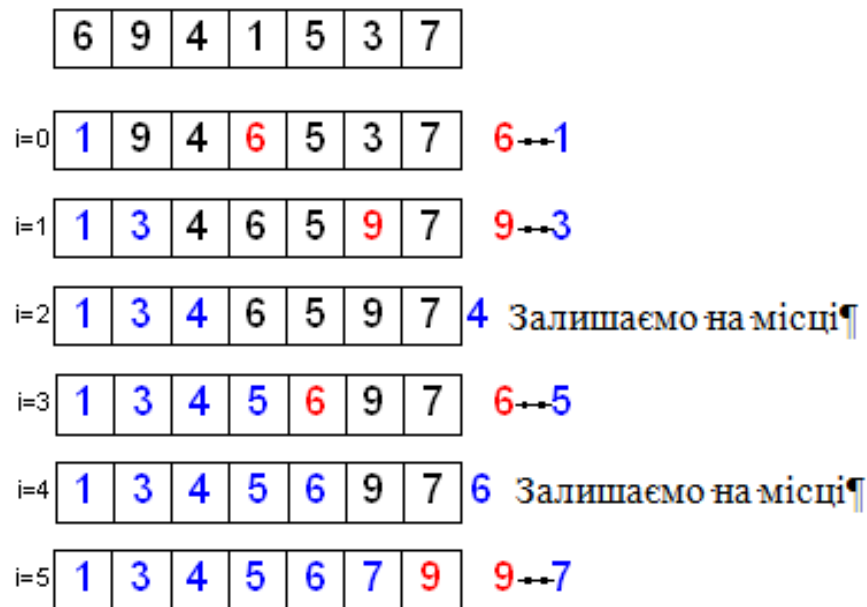 6 9 4 1 5 3 7
i=0 1 9 4 6 5 3 7 6 1
i=1 1 3 4 6 5 9 7 9 3
i=2 1 3 4 6 5 9 7 4 Залишаємо·на·місці¶
i=3 1 3 4 5 6 9 7 6 5
i=4 1 3 4 5 6 9 7 6 Залишаємо·на·місці¶
i=5 1 3 4 5 6 7 9 9 7